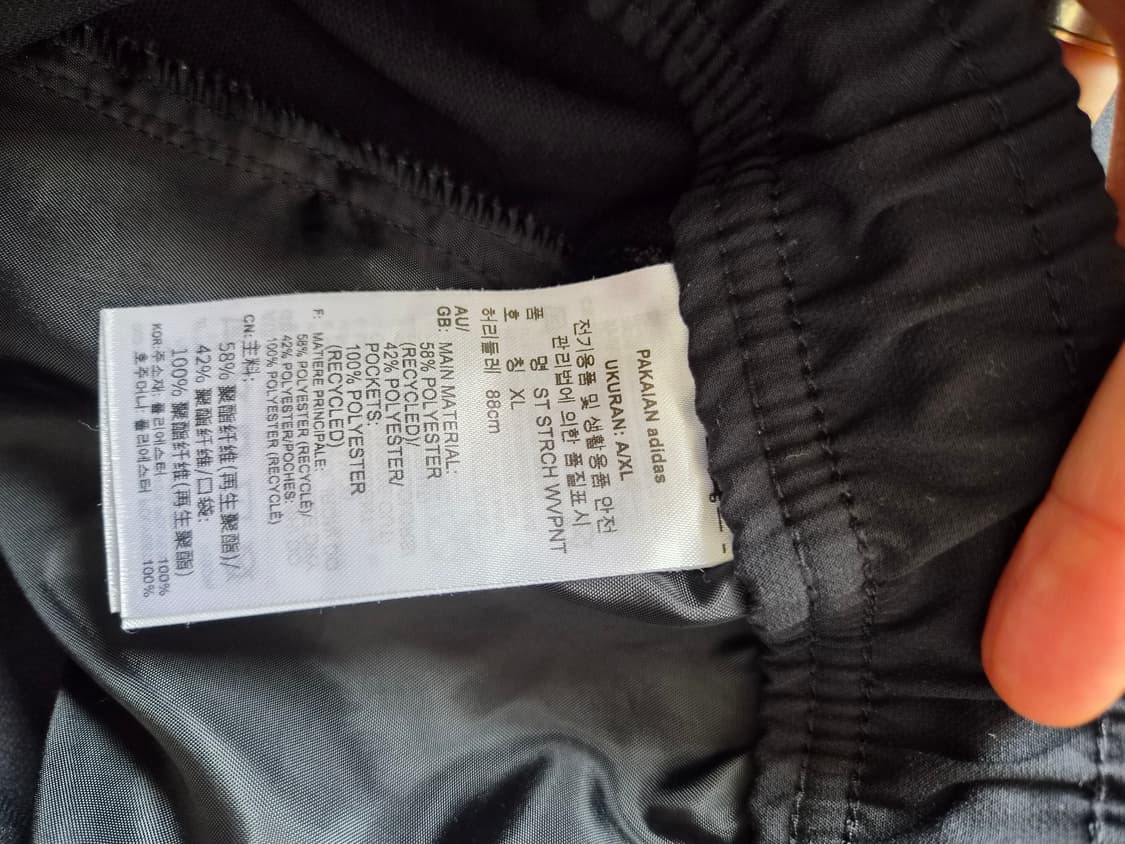 PAKAIAN adidas
UKURAN: A/XL
전기용품 및 생활용품 안전
관리법에 의한 품질표시
품 명 ST STRCH WVPNT
호 칭 XL
허리둘레 88cm
AU/
GB: MAIN MATERIAL:
58% POLYESTER
(RECYCLED)/
42% POLYESTER/
POCKETS:
100% POLYESTER
(RECYCLED)
F: MATIERE PRINCIPALE:
58% POLYESTER (RECYCLÉ)/
42% POLYESTER/POCHES:
100% POLYESTER (RECYCLÉ)
CN:主料:
58% 聚酯纤维(再生聚酯)/
42% 聚酯纤维/口袋:
100% 聚酯纤维(再生聚酯)
KOR:주소재: 폴리에스터 100%
호주머니: 폴리에스터 100%